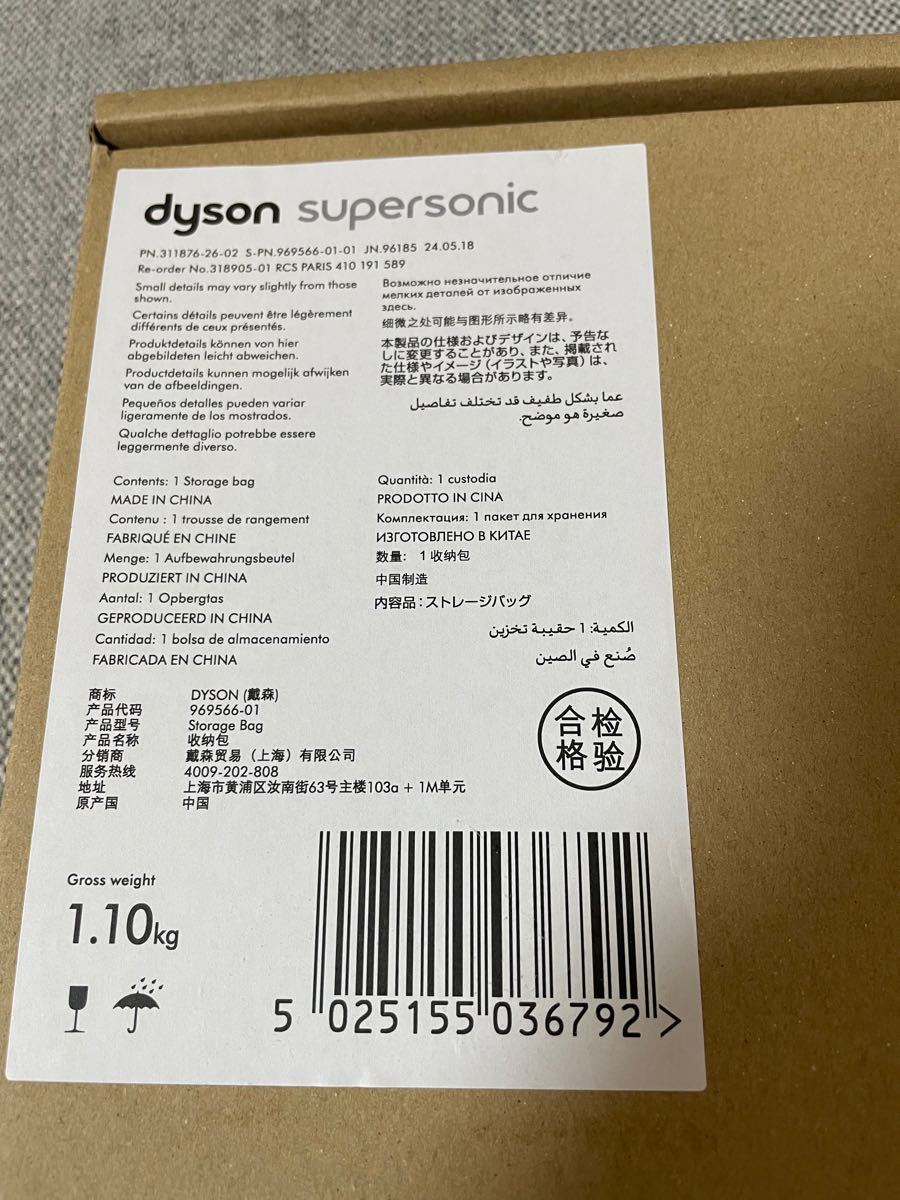 dyson supersonic
PN.311876-26-02 S-PN.969566-01-01 JN.96185 24.05.18
Re-order No.318905-01 RCS PARIS 410 191 589
Small details may vary slightly from those
shown.
Certains détails peuvent être légèrement
différents de ceux présentés.
Produktdetails können von hier
abgebildeten leicht abweichen.
Productdetails kunnen mogelijk afwijken
van de afbeeldingen.
Pequeños detalles pueden variar
ligeramente de los mostrados.
Qualche dettaglio potrebbe essere
leggermente diverso.
Возможно незначительное отличие
мелких деталей от изображенных
здесь.
细微之处可能与图形所示略有差异。
本製品の仕様およびデザインは、予告な
しに変更することがあり、また、掲載され
た仕様やイメージ（イラストや写真）は、
実際と異なる場合があります。
عما بشكل طفيف قد تختلف تفاصيل
صغيرة هو موضح.
Contents: 1 Storage bag
MADE IN CHINA
Contenu : 1 trousse de rangement
FABRIQUÉ EN CHINE
Menge: 1 Aufbewahrungsbeutel
PRODUZIERT IN CHINA
Aantal: 1 Opbergtas
GEPRODUCEERD IN CHINA
Cantidad: 1 bolsa de almacenamiento
FABRICADA EN CHINA
Quantità: 1 custodia
PRODOTTO IN CINA
Комплектация: 1 пакет для хранения
ИЗГОТОВЛЕНО В КИТАЕ
数量: 1 收纳包
中国制造
内容品：ストレージバッグ
الكمية: 1 حقيبة تخزين
صُنع في الصين
商标 DYSON (戴森)
产品代码 969566-01
产品型号 Storage Bag
产品名称 收纳包
分销商 戴森贸易（上海）有限公司
服务热线 4009-202-808
地址 上海市黄浦区汝南街63号主楼103a + 1M单元
原产国 中国
合检
格验
Gross weight
1.10kg
5 025155 036792 >